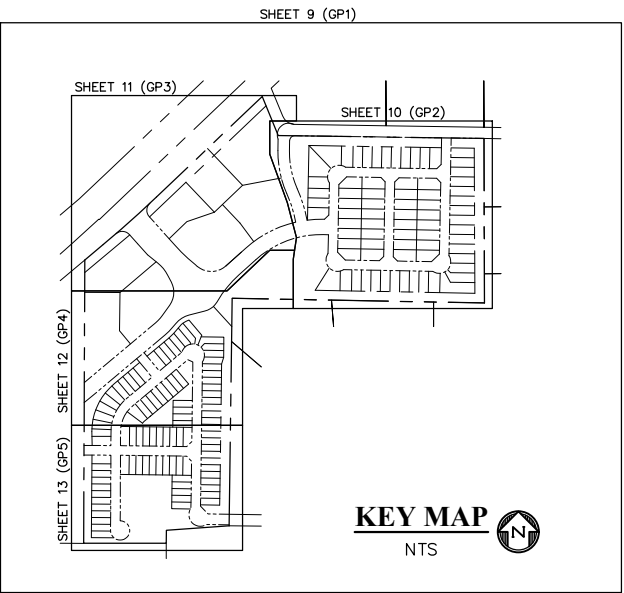 SHEET 9 (GP1)
SHEET 11 (GP3)
SHEET 10 (GP2)
SHEET 12 (GP4)
SHEET 13 (GP5)
KEY MAP
N
NTS